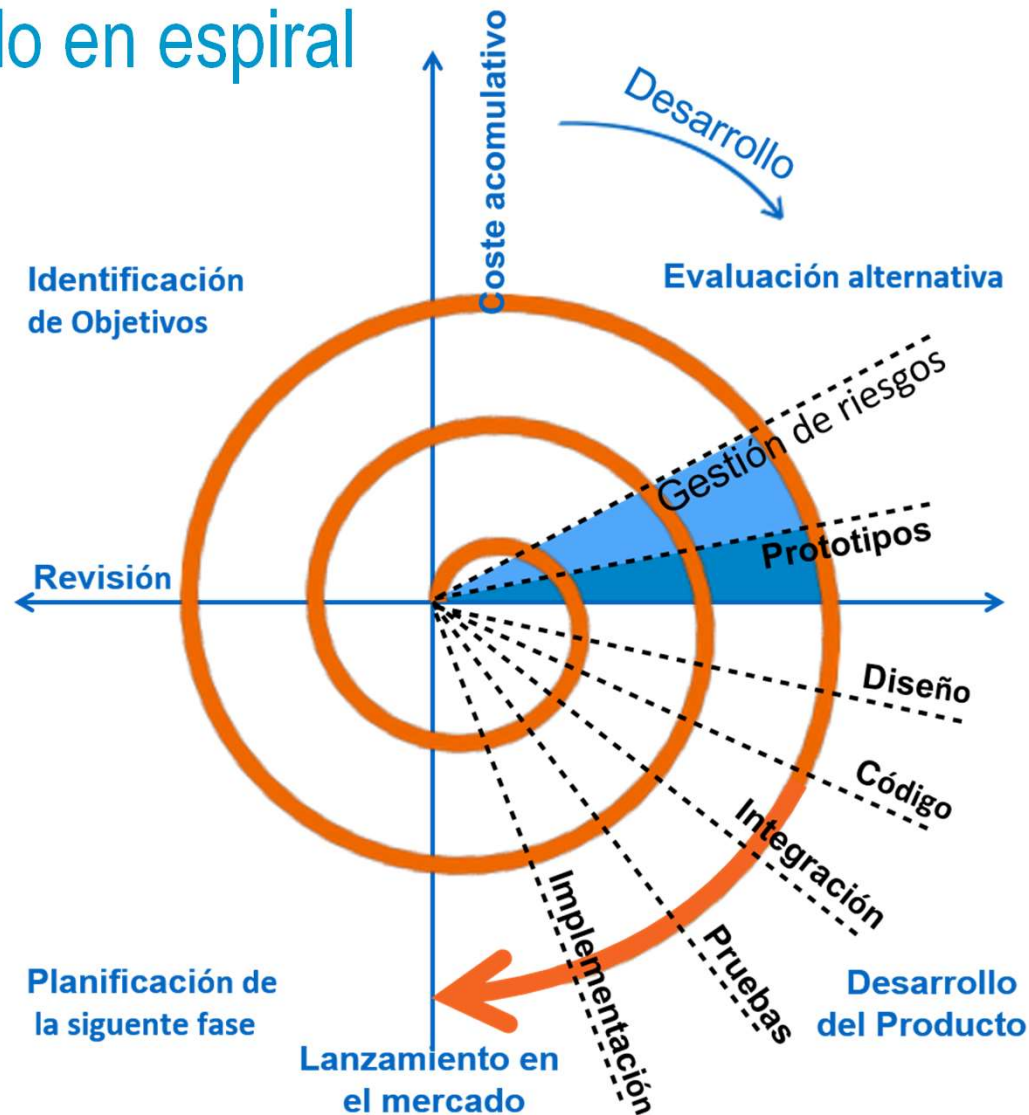 lo en espiral
Coste acomulativo
Desarrollo
Identificación
de Objetivos
Evaluación alternativa
Gestión de riesgos
Prototipos
Revisión
Diseño
Código
Integración
Pruebas
Implementación
Planificación de
la siguente fase
Desarrollo
del Producto
Lanzamiento en
el mercado